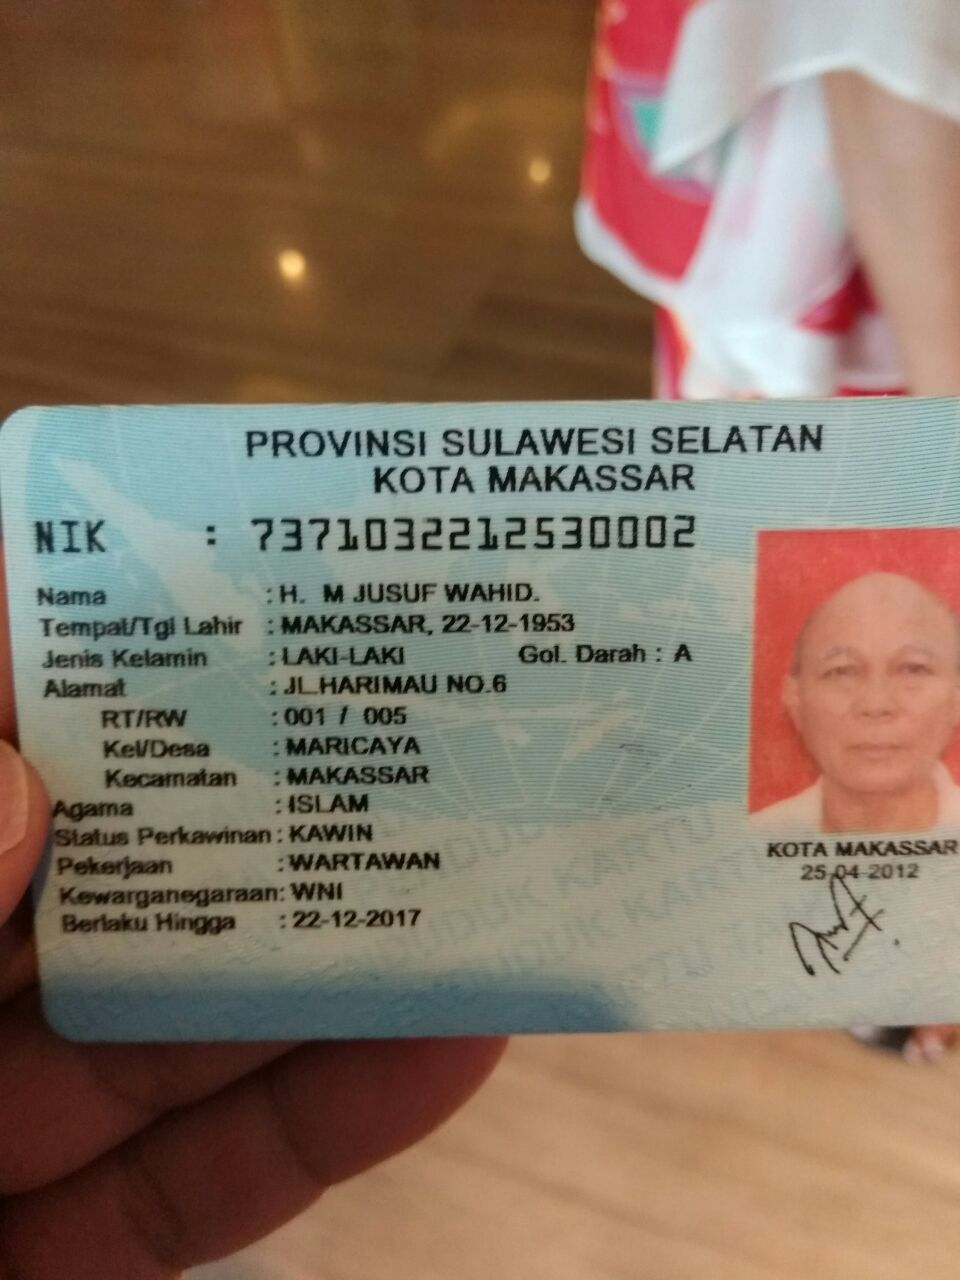 PROVINSI SULAWESI SELATAN
KOTA MAKASSAR
NIK : 7371032212530002
Nama : H. M JUSUF WAHID.
Tempat/Tgl Lahir : MAKASSAR, 22-12-1953
Jenis Kelamin : LAKI-LAKI Gol. Darah : A
Alamat : JL.HARIMAU NO.6
RT/RW : 001 / 005
Kel/Desa : MARICAYA
Kecamatan : MAKASSAR
Agama : ISLAM
Status Perkawinan : KAWIN
Pekerjaan : WARTAWAN
Kewarganegaraan: WNI
Berlaku Hingga : 22-12-2017
KOTA MAKASSAR
25-04-2012